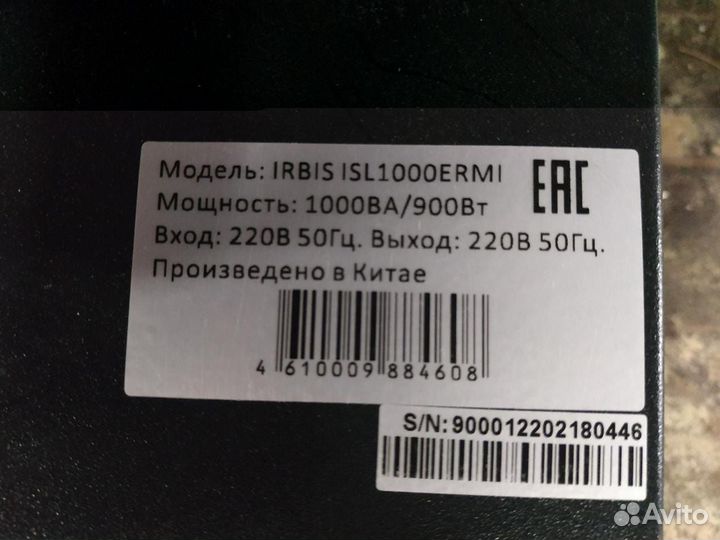 Модель: IRBIS ISL1000ERMI
Мощность: 1000ВА/900Вт
EAC
Вход: 220В 50Гц. Выход: 220В 50Гц.
Произведено в Китае
4 610009 884608
S/N: 900012202180446
Avito